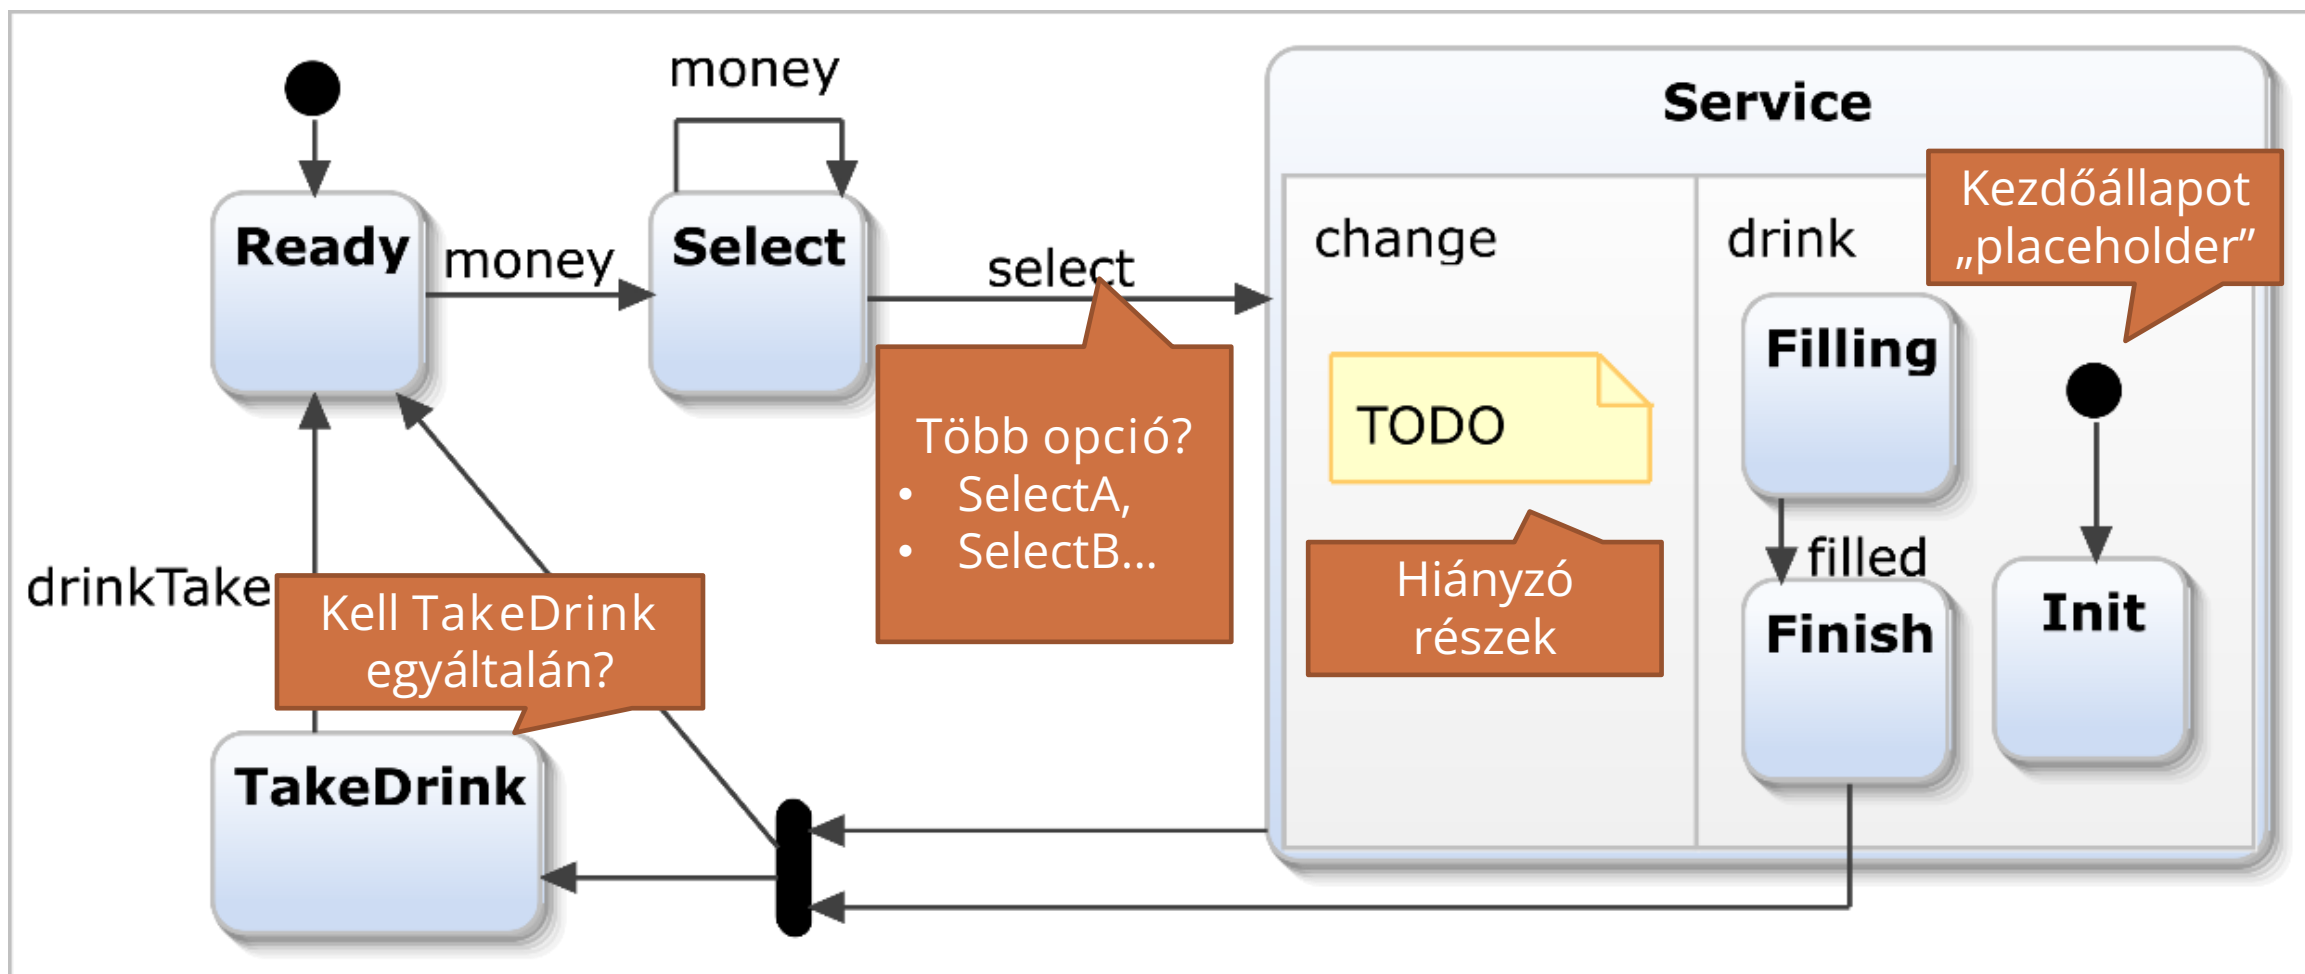 money
Service
Kezdőállapot
„placeholder”
Ready
money
Select
select
change
drink
Filling
TODO
Több opció?
• SelectA,
• SelectB...
filled
Hiányzó
részek
Finish
Init
drinkTake
Kell TakeDrink
egyáltalán?
TakeDrink